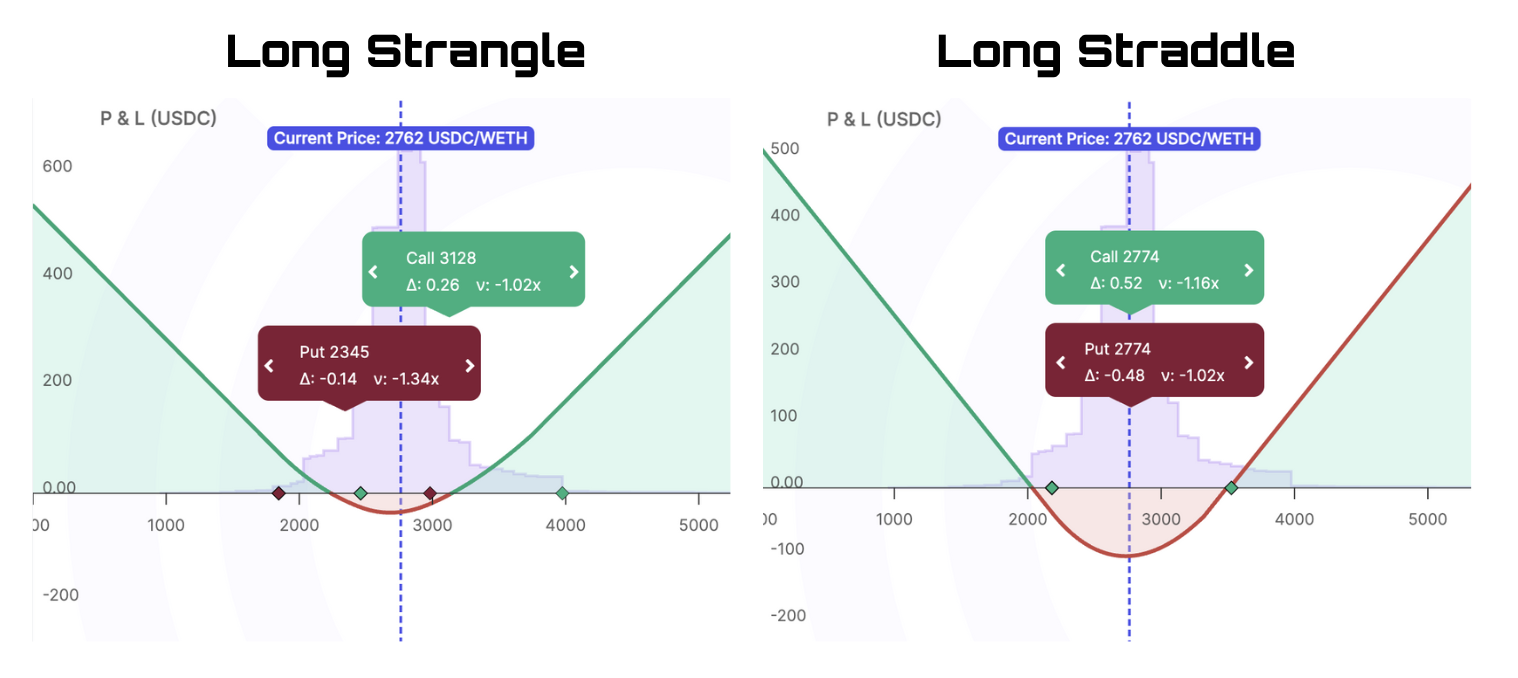 Long Strangle
P & L (USDC)
Current Price: 2762 USDC/WETH
600
400
200
0.00
-200
Call 3128
Δ: 0.26 ν: -1.02x
Put 2345
Δ: -0.14 ν: -1.34x
00
1000
2000
3000
4000
5000
Long Straddle
P & L (USDC)
Current Price: 2762 USDC/WETH
500
400
300
200
100
0.00
-100
-200
Call 2774
Δ: 0.52 ν: -1.16x
Put 2774
Δ: -0.48 ν: -1.02x
00
1000
2000
3000
4000
5000